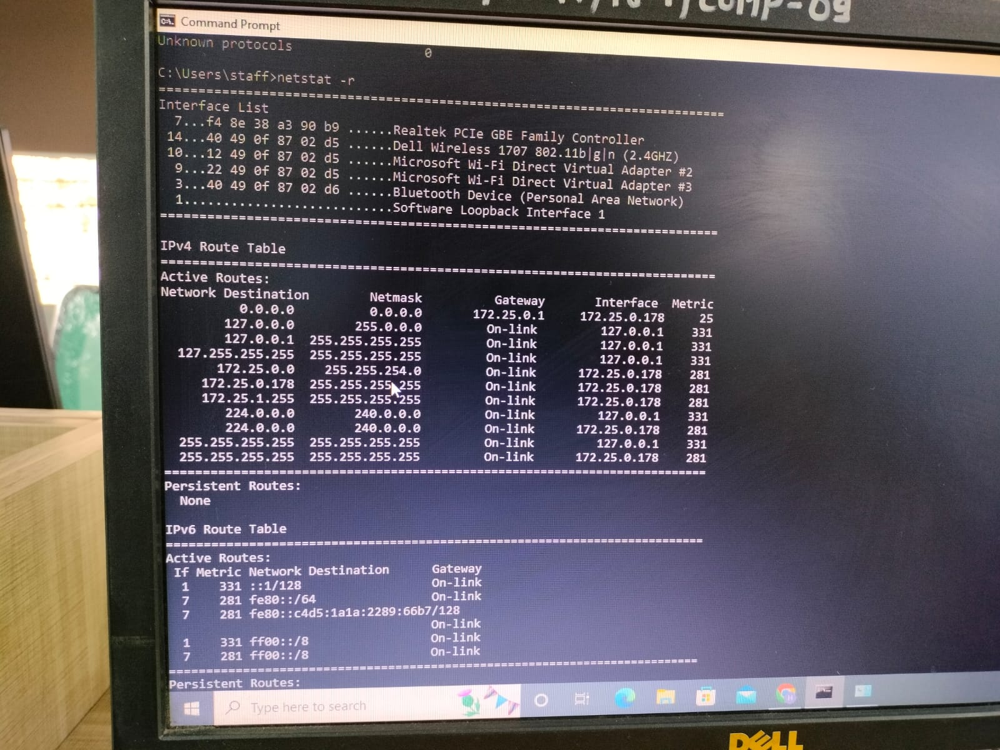 COMP-09
Command Prompt
Unknown protocols 0
C:\Users\staff>netstat -r
===========================================================================
Interface List
7...f4 8e 38 a3 90 b9 ......Realtek PCIe GBE Family Controller
14...40 49 0f 87 02 d5 ......Dell Wireless 1707 802.11b|g|n (2.4GHZ)
10...12 49 0f 87 02 d5 ......Microsoft Wi-Fi Direct Virtual Adapter #2
9...22 49 0f 87 02 d5 ......Microsoft Wi-Fi Direct Virtual Adapter #3
3...40 49 0f 87 02 d6 ......Bluetooth Device (Personal Area Network)
1...........................Software Loopback Interface 1
===========================================================================
IPv4 Route Table
===========================================================================
Active Routes:
Network Destination Netmask Gateway Interface Metric
0.0.0.0 0.0.0.0 172.25.0.1 172.25.0.178 25
127.0.0.0 255.0.0.0 On-link 127.0.0.1 331
127.0.0.1 255.255.255.255 On-link 127.0.0.1 331
127.255.255.255 255.255.255.255 On-link 127.0.0.1 331
172.25.0.0 255.255.254.0 On-link 172.25.0.178 281
172.25.0.178 255.255.255.255 On-link 172.25.0.178 281
172.25.1.255 255.255.255.255 On-link 172.25.0.178 281
224.0.0.0 240.0.0.0 On-link 127.0.0.1 331
224.0.0.0 240.0.0.0 On-link 172.25.0.178 281
255.255.255.255 255.255.255.255 On-link 127.0.0.1 331
255.255.255.255 255.255.255.255 On-link 172.25.0.178 281
===========================================================================
Persistent Routes:
None
IPv6 Route Table
===========================================================================
Active Routes:
If Metric Network Destination Gateway
1 331 ::1/128 On-link
7 281 fe80::/64 On-link
7 281 fe80::c4d5:1a1a:2289:66b7/128
On-link
1 331 ff00::/8 On-link
7 281 ff00::/8 On-link
===========================================================================
Persistent Routes:
Type here to search
DELL